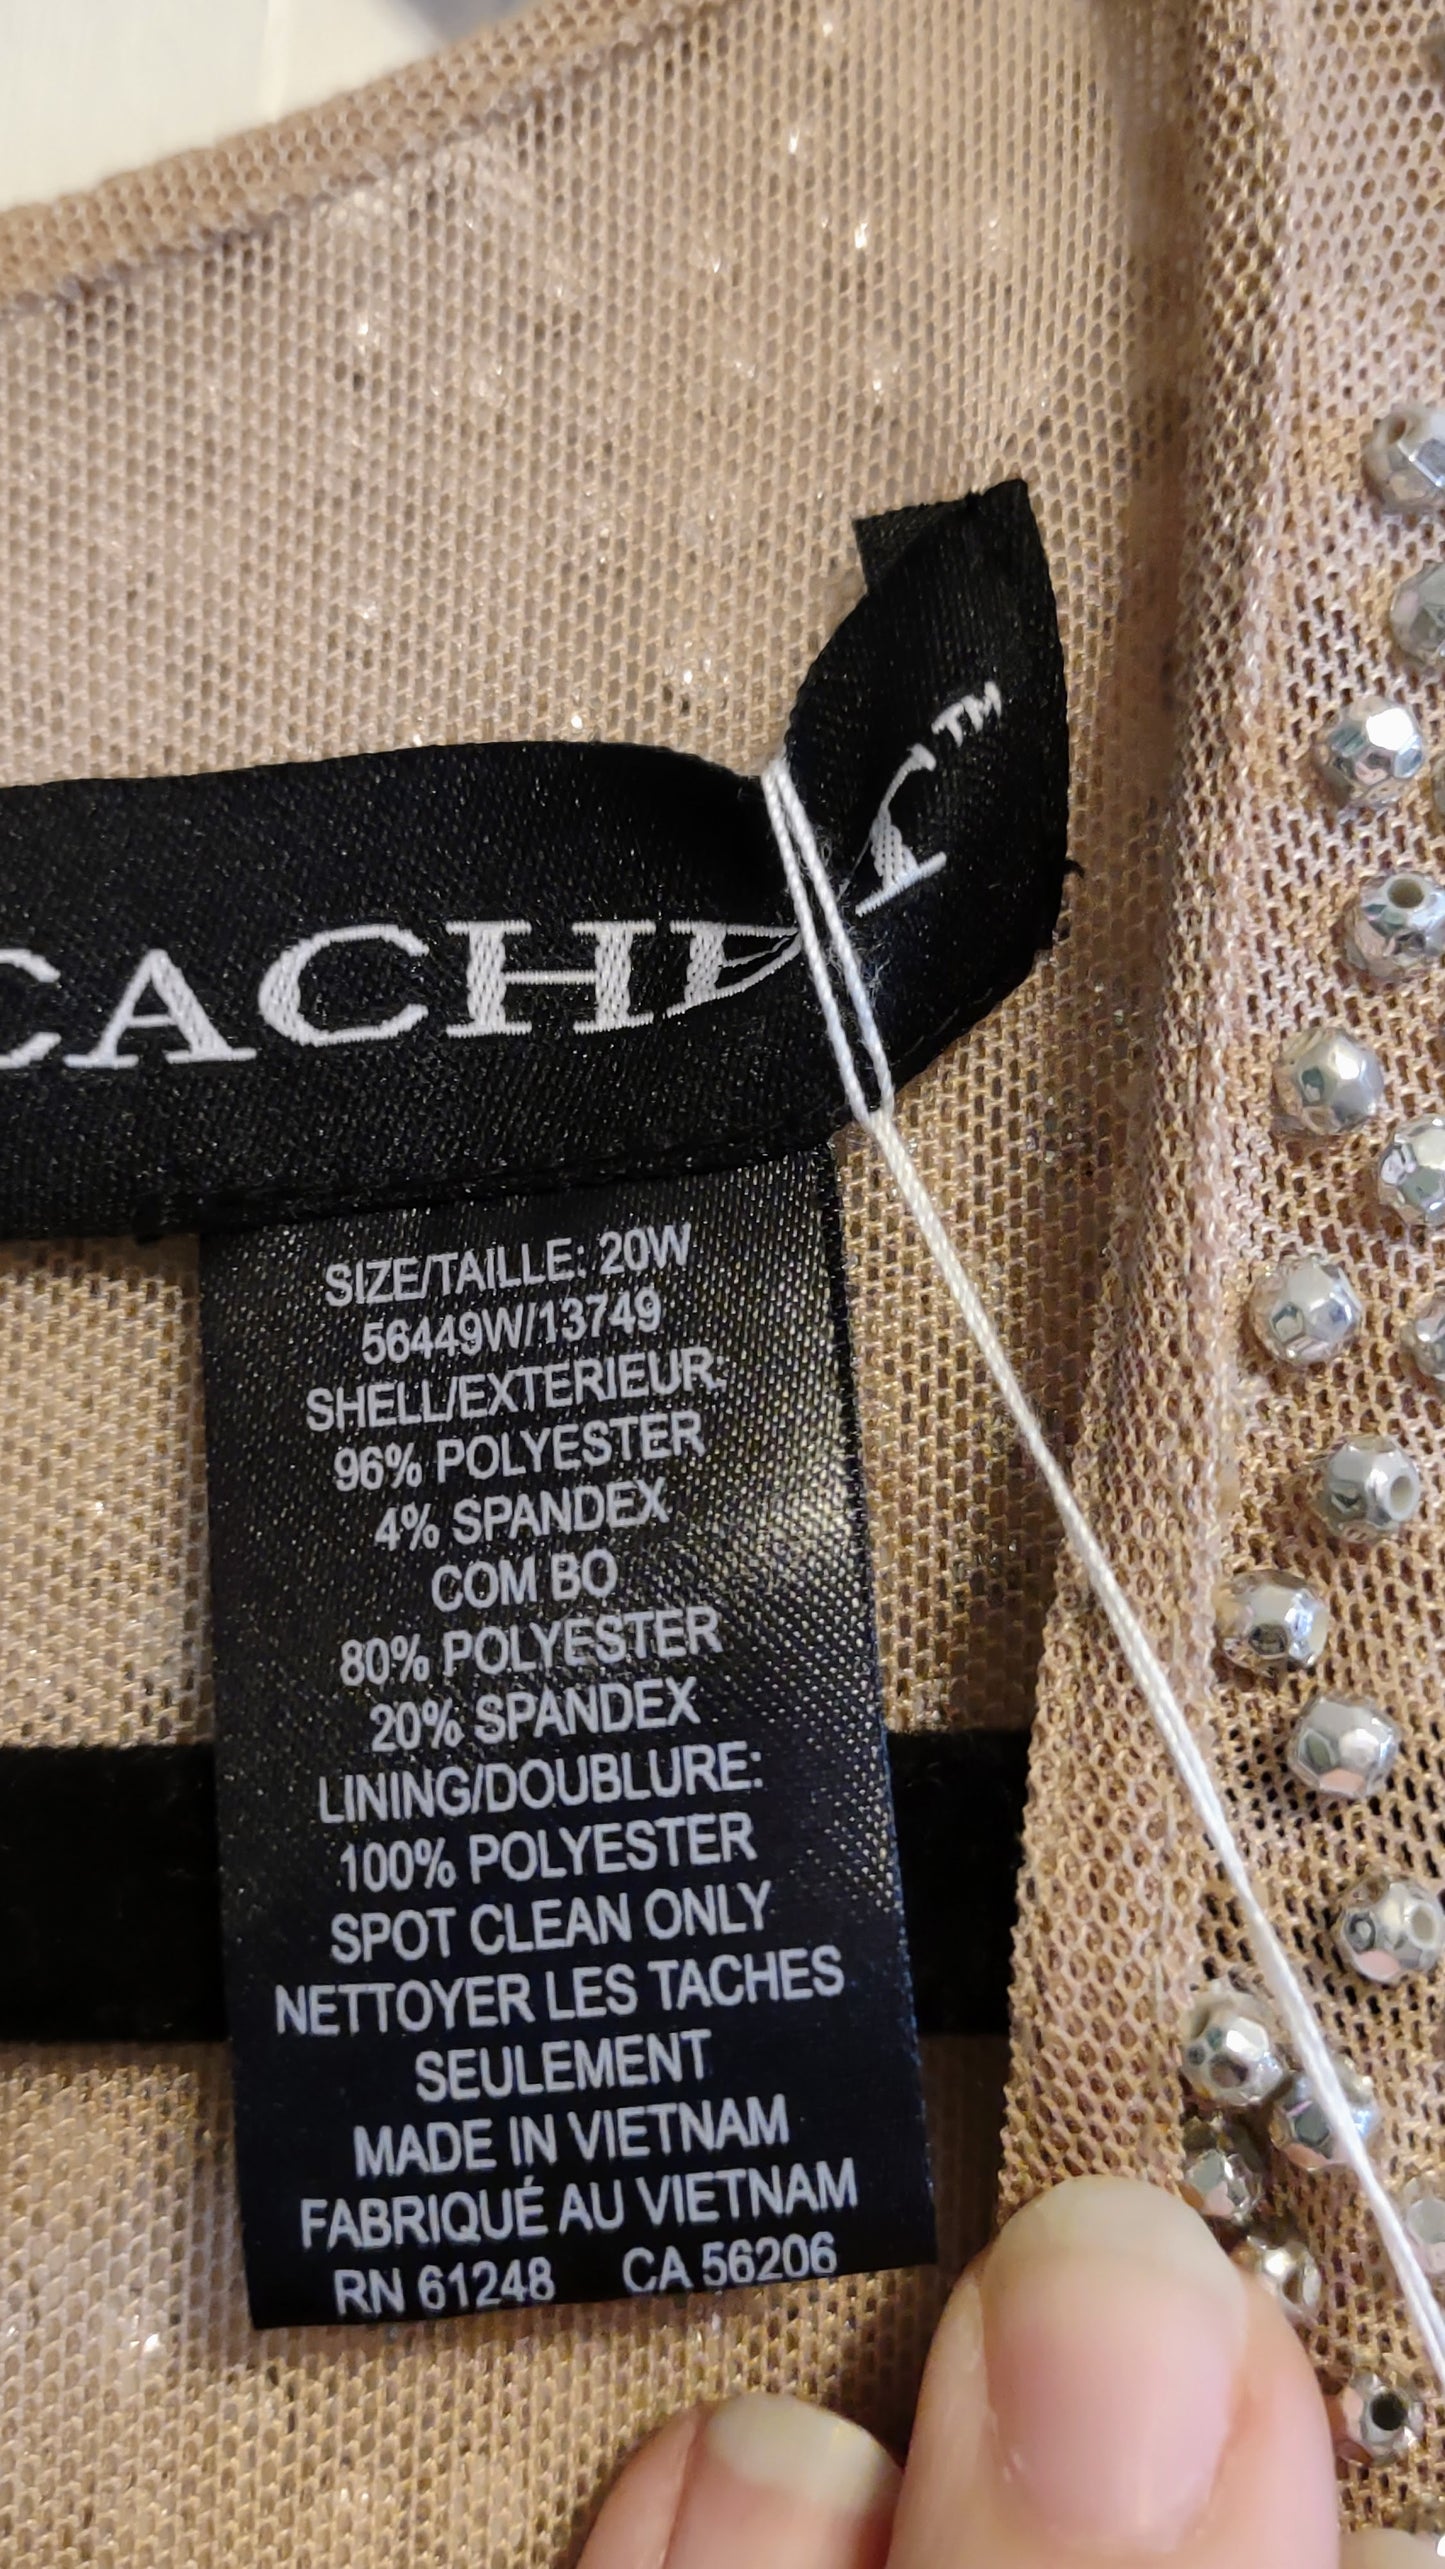 CACHE
™
SIZE/TAILLE: 20W
56449W/13749
SHELL/EXTERIEUR:
96% POLYESTER
4% SPANDEX
COM BO
80% POLYESTER
20% SPANDEX
LINING/DOUBLURE:
100% POLYESTER
SPOT CLEAN ONLY
NETTOYER LES TACHES
SEULEMENT
MADE IN VIETNAM
FABRIQUÉ AU VIETNAM
RN 61248 CA 56206